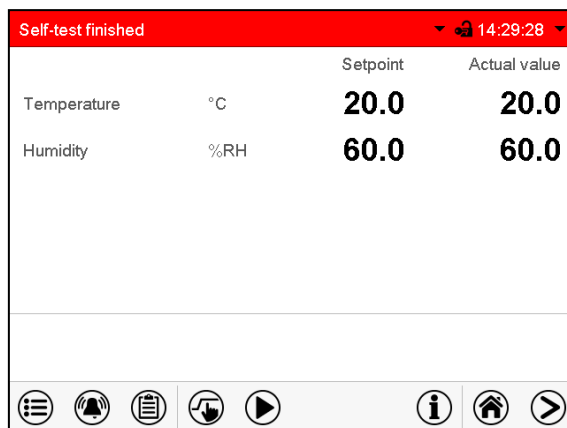 Self-test finished 14:29:28
Setpoint Actual value
Temperature °C 20.0 20.0
Humidity %RH 60.0 60.0